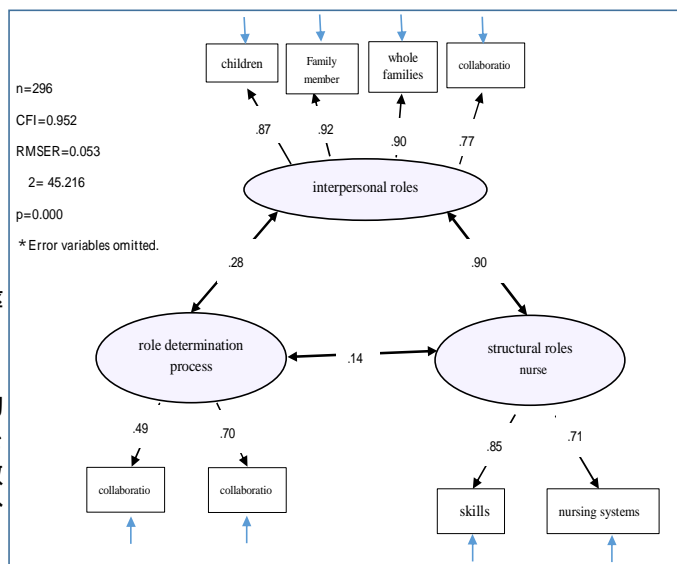 children
Family
member
whole
families
collaboratio
n=296
CFI=0.952
RMSER=0.053
2= 45.216
p=0.000
* Error variables omitted.
.87
.92
.90
.77
interpersonal roles
.28
.90
role determination
process
.14
structural roles
nurse
.49
.70
.85
.71
collaboratio
collaboratio
skills
nursing systems